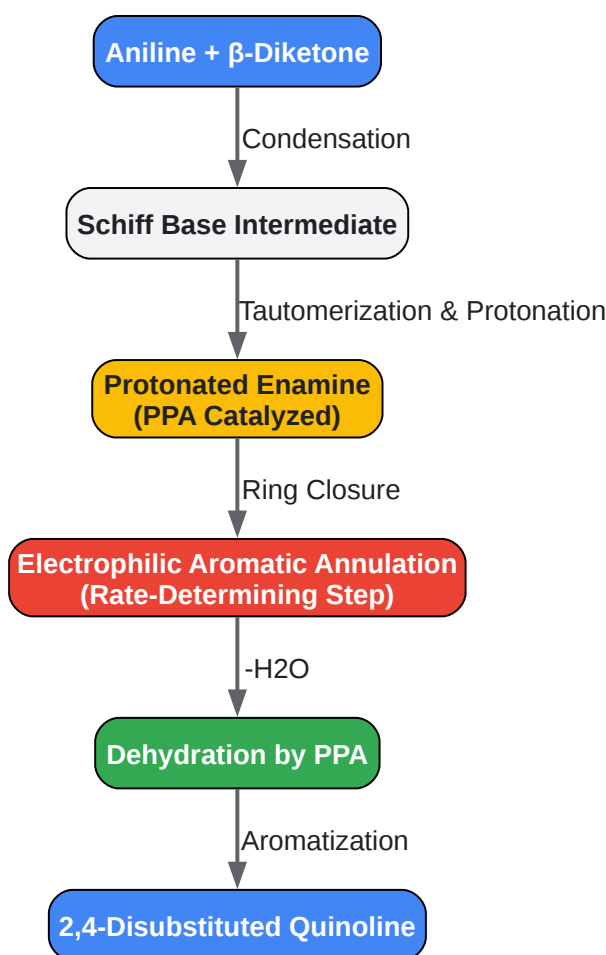 Aniline + β-Diketone
Condensation
Schiff Base Intermediate
Tautomerization & Protonation
Protonated Enamine
(PPA Catalyzed)
Ring Closure
Electrophilic Aromatic Annulation
(Rate-Determining Step)
-H2O
Dehydration by PPA
Aromatization
2,4-Disubstituted Quinoline